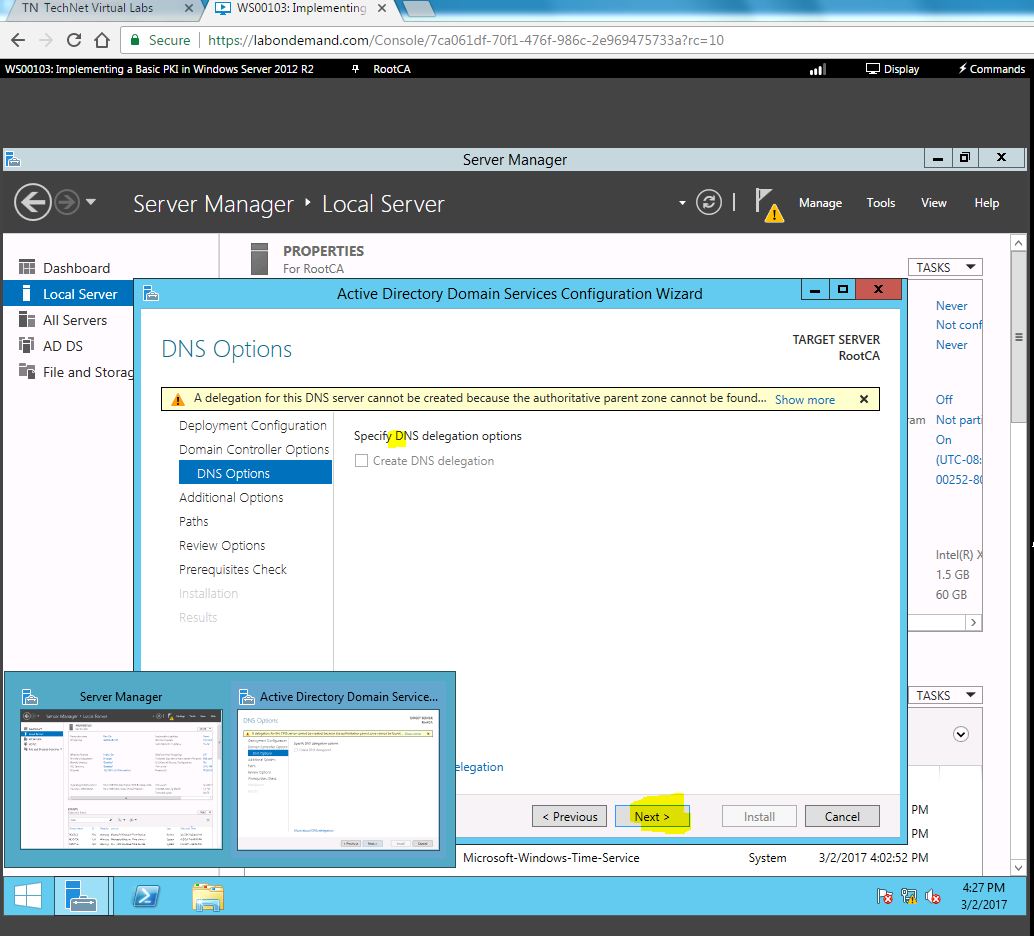 TN TechNet Virtual Labs
WS00103: Implementing
Secure
https://labondemand.com/Console/7ca061df-70f1-476f-986c-2e969475733a?rc=10
WS00103: Implementing a Basic PKI in Windows Server 2012 R2
RootCA
Display
Commands
Server Manager
Server Manager
Local Server
Manage
Tools
View
Help
PROPERTIES
For RootCA
TASKS
Dashboard
Local Server
All Servers
AD DS
File and Storag
Never
Not conf
Never
Off
Not parti
On
(UTC-08:
00252-80
Intel(R) X
1.5 GB
60 GB
Active Directory Domain Services Configuration Wizard
DNS Options
TARGET SERVER
RootCA
A delegation for this DNS server cannot be created because the authoritative parent zone cannot be found...
Show more
Deployment Configuration
Domain Controller Options
DNS Options
Additional Options
Paths
Review Options
Prerequisites Check
Installation
Results
Specify DNS delegation options
Create DNS delegation
elegation
< Previous
Next >
Install
Cancel
TASKS
PM
PM
Server Manager
Active Directory Domain Service...
Microsoft-Windows-Time-Service
System
3/2/2017 4:02:52 PM
4:27 PM
3/2/2017